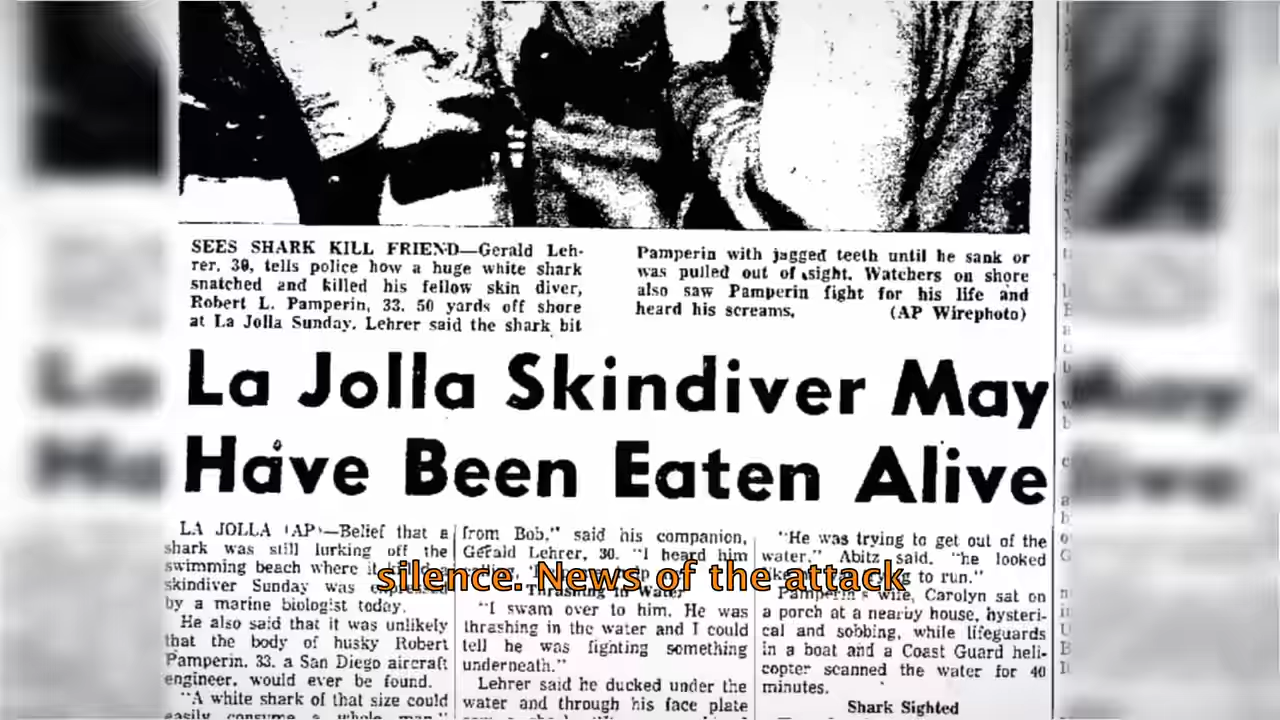 SEES SHARK KILL FRIEND—Gerald Leh-
rer, 30, tells police how a huge white shark
snatched and killed his fellow skin diver,
Robert L. Pamperin, 33. 50 yards off shore
at La Jolla Sunday. Lehrer said the shark bit
Pamperin with jagged teeth until he sank or
was pulled out of sight. Watchers on shore
also saw Pamperin fight for his life and
heard his screams. (AP Wirephoto)
La Jolla Skindiver May
Have Been Eaten Alive
LA JOLLA (AP)—Belief that a
shark was still lurking off the
swimming beach where it
skindiver Sunday was expressed
by a marine biologist today.
He also said that it was unlikely
that the body of husky Robert
Pamperin, 33. a San Diego aircraft
engineer, would ever be found.
"A white shark of that size could
easily consume a whole man."
from Bob," said his companion,
Gerald Lehrer, 30. "I heard him
Thrashing in Water
"I swam over to him. He was
thrashing in the water and I could
tell he was fighting something
underneath."
Lehrer said he ducked under the
water and through his face plate
"He was trying to get out of the
water," Abitz said. "he looked
to run."
Pamperin's wife, Carolyn sat on
a porch at a nearby house, hysteri-
cal and sobbing, while lifeguards
in a boat and a Coast Guard heli-
copter scanned the water for 40
minutes.
Shark Sighted
silence. News of the attack